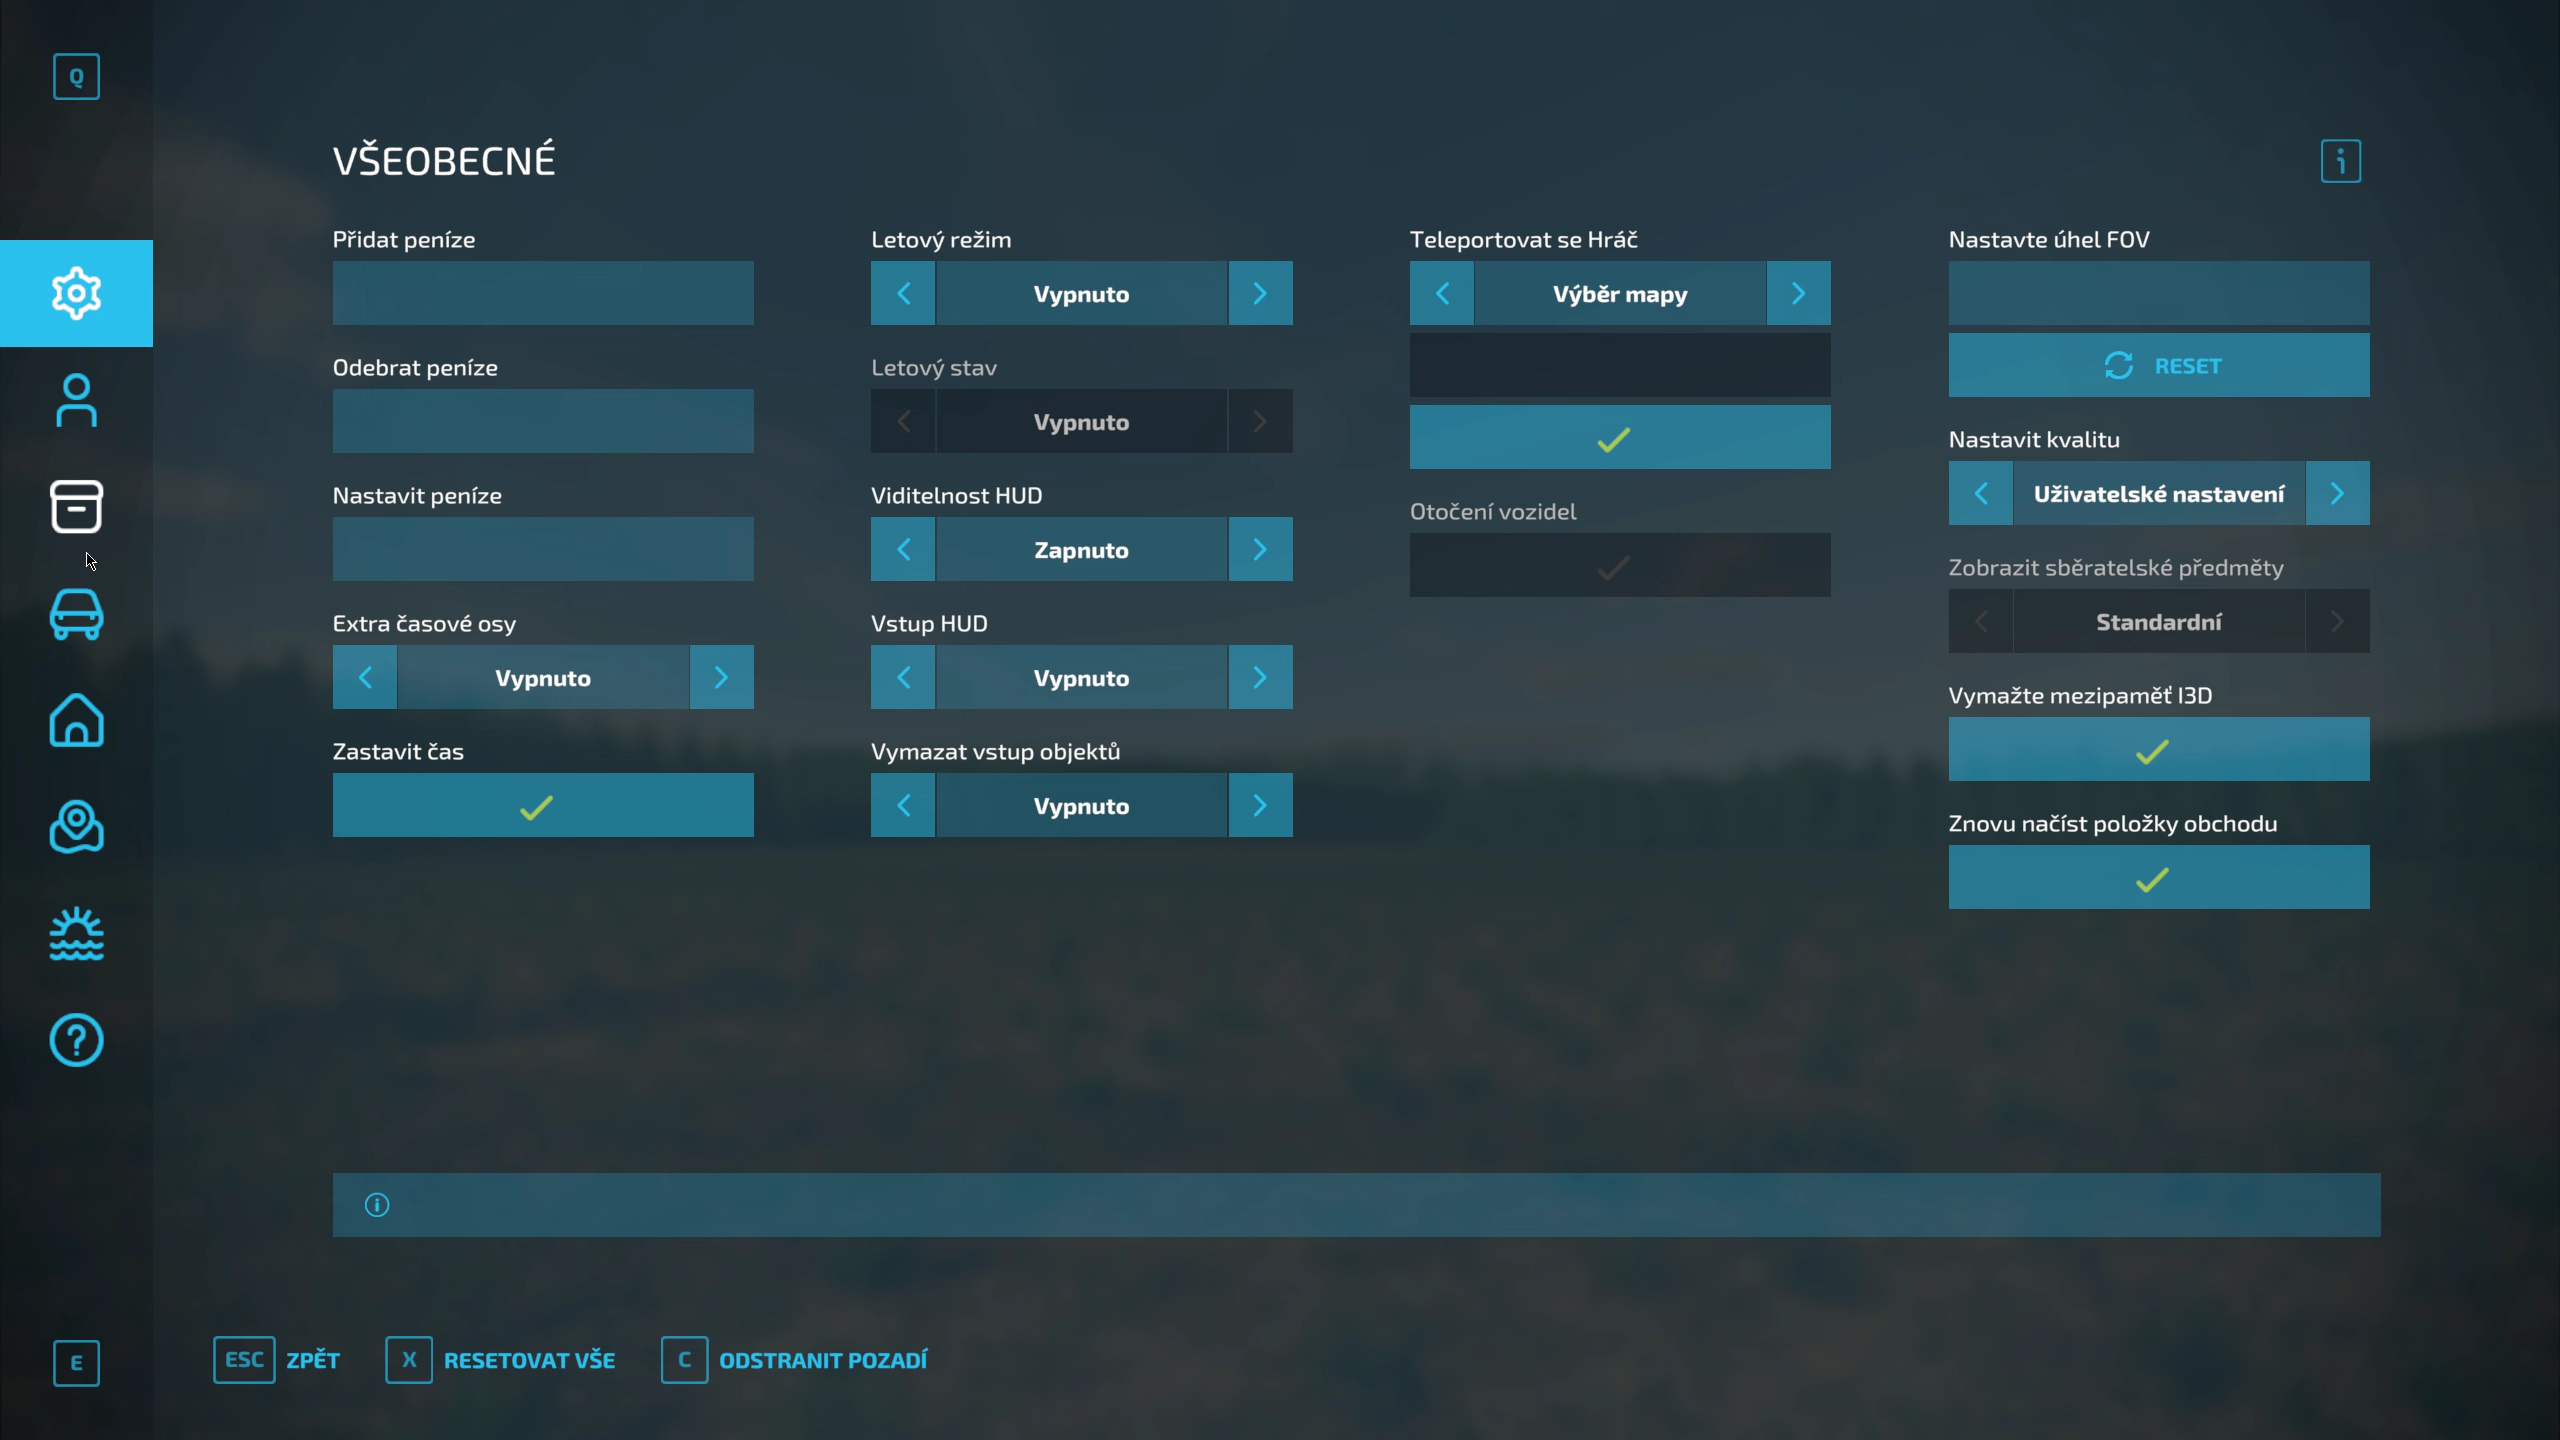 Q
VŠEOBECNÉ
Přidat peníze
Odebrat peníze
Nastavit peníze
Extra časové osy
Vypnuto
Zastavit čas
Letový režim
Vypnuto
Letový stav
Vypnuto
Viditelnost HUD
Zapnuto
Vstup HUD
Vypnuto
Vymazat vstup objektů
Vypnuto
Teleportovat se Hráč
Výběr mapy
Otočení vozidel
Nastavte úhel FOV
RESET
Nastavit kvalitu
Uživatelské nastavení
Zobrazit sběratelské předměty
Standardní
Vymažte mezipaměť I3D
Znovu načíst položky obchodu
E
ESC ZPĚT X RESETOVAT VŠE C ODSTRANIT POZADÍ